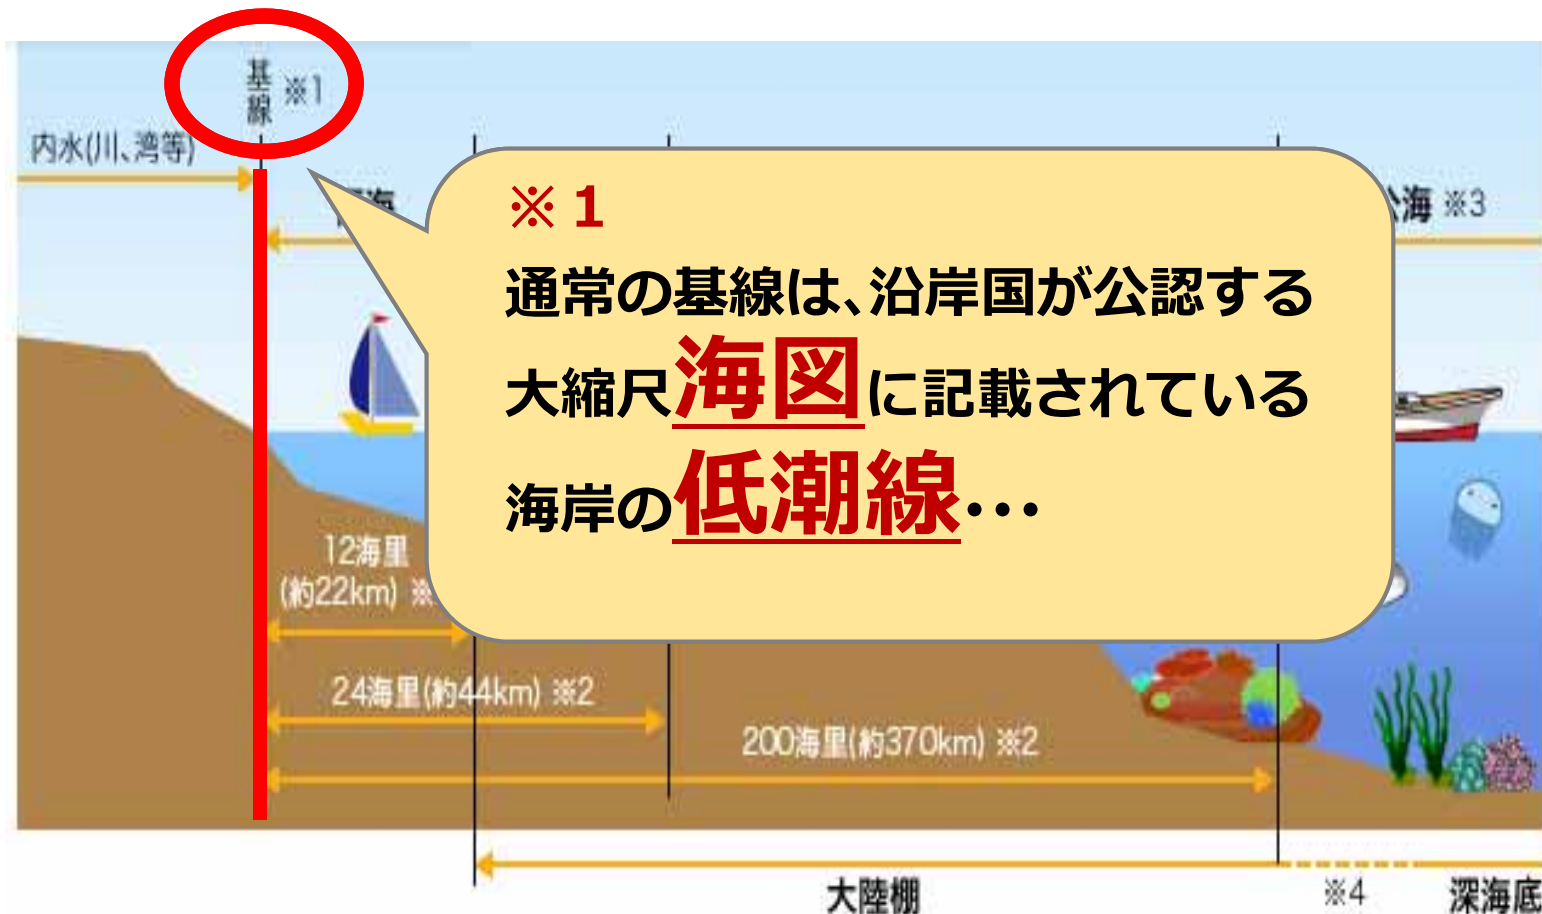 基線 ※1
内水(川、湾等)
海
海 ※3
※1
通常の基線は、沿岸国が公認する
大縮尺海図に記載されている
海岸の低潮線…
12海里
(約22km) ※
24海里(約44km) ※2
200海里(約370km) ※2
大陸棚
※4
深海底